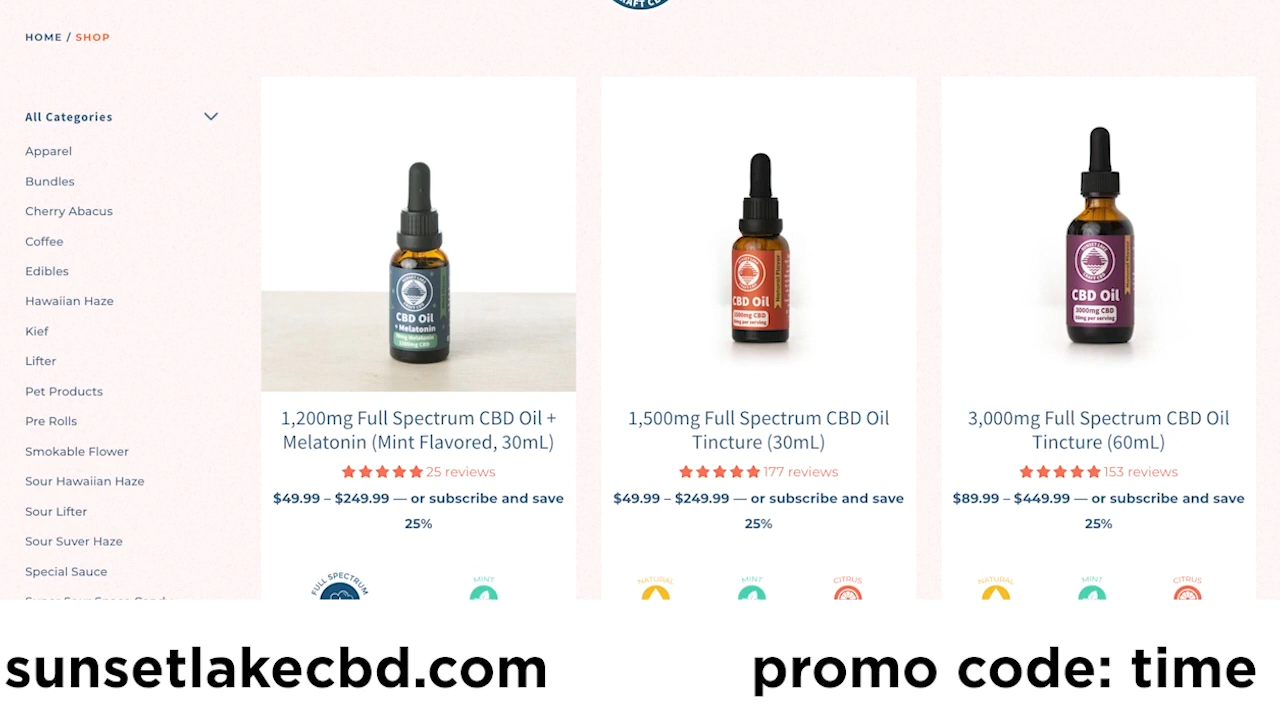 HOME / SHOP
All Categories
Apparel
Bundles
Cherry Abacus
Coffee
Edibles
Hawaiian Haze
Kief
Lifter
Pet Products
Pre Rolls
Smokable Flower
Sour Hawaiian Haze
Sour Lifter
Sour Suver Haze
Special Sauce
CBD Oil
+ Melatonin
1,200mg Full Spectrum CBD Oil +
Melatonin (Mint Flavored, 30mL)
25 reviews
$49.99 – $249.99 — or subscribe and save
25%
FULL SPECTRUM
MINT
CBD Oil
1,500mg Full Spectrum CBD Oil
Tincture (30mL)
177 reviews
$49.99 – $249.99 — or subscribe and save
25%
NATURAL
MINT
CITRUS
CBD Oil
3000mg CBD
3,000mg Full Spectrum CBD Oil
Tincture (60mL)
153 reviews
$89.99 – $449.99 — or subscribe and save
25%
NATURAL
MINT
CITRUS
sunsetlakecbd.com
promo code: time